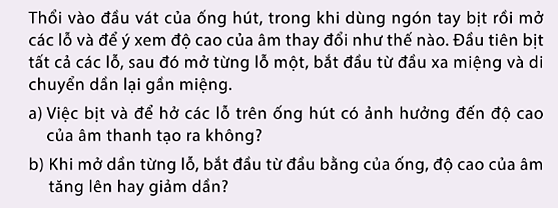 Thổi vào đầu vát của ống hút, trong khi dùng ngón tay bịt rồi mở
các lỗ và để ý xem độ cao của âm thay đổi như thế nào. Đầu tiên bịt
tất cả các lỗ, sau đó mở từng lỗ một, bắt đầu từ đầu xa miệng và di
chuyển dần lại gần miệng.
a) Việc bịt và để hở các lỗ trên ống hút có ảnh hưởng đến độ cao
của âm thanh tạo ra không?
b) Khi mở dần từng lỗ, bắt đầu từ đầu bằng của ống, độ cao của âm
tăng lên hay giảm dần?